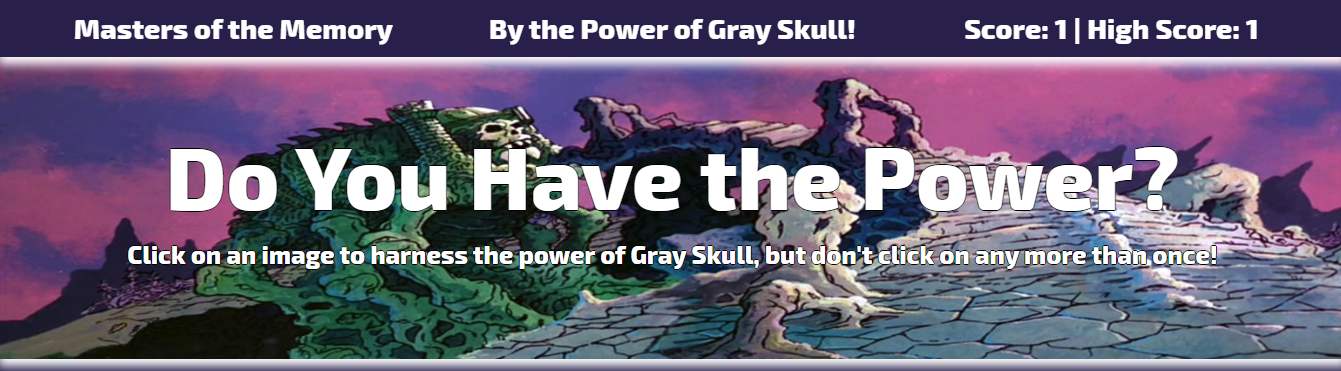 Masters of the Memory
By the Power of Gray Skull!
Score: 1 | High Score: 1
Do You Have the Power?
Click on an image to harness the power of Gray Skull, but don't click on any more than once!